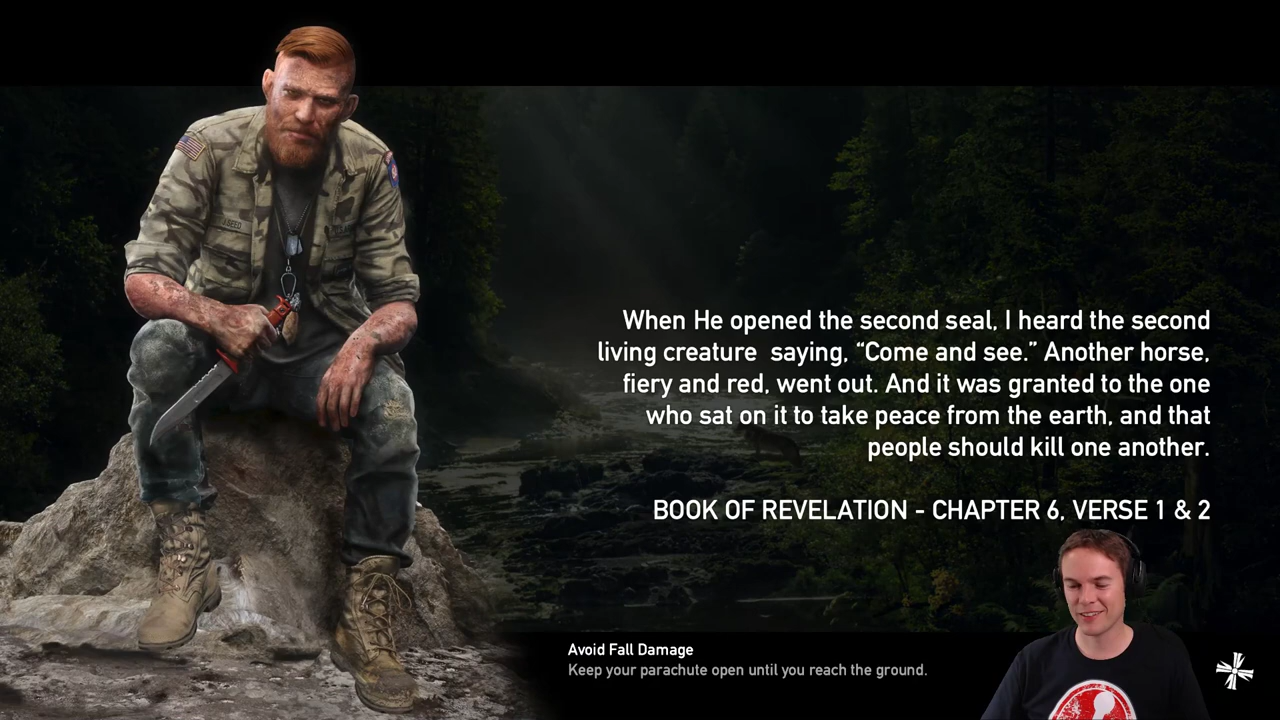 J.SEED
When He opened the second seal, I heard the second
living creature  saying, “Come and see.” Another horse,
fiery and red, went out. And it was granted to the one
who sat on it to take peace from the earth, and that
people should kill one another.
BOOK OF REVELATION - CHAPTER 6, VERSE 1 & 2
Avoid Fall Damage
Keep your parachute open until you reach the ground.